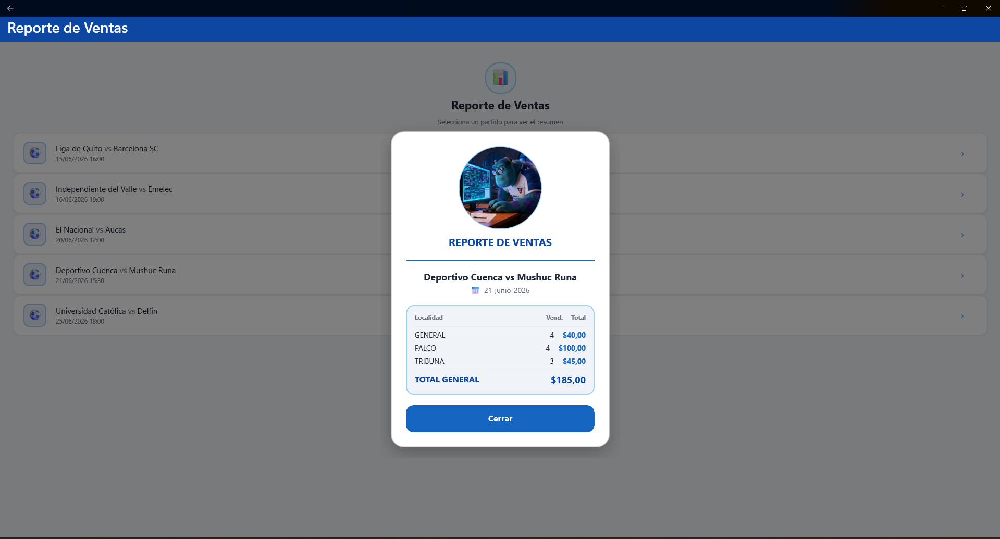 Reporte de Ventas
Reporte de Ventas
Selecciona un partido para ver el resumen
Liga de Quito vs Barcelona SC
15/06/2026 16:00
Independiente del Valle vs Emelec
16/06/2026 19:00
El Nacional vs Aucas
20/06/2026 12:00
Deportivo Cuenca vs Mushuc Runa
21/06/2026 15:30
Universidad Católica vs Delfín
25/06/2026 18:00
REPORTE DE VENTAS
Deportivo Cuenca vs Mushuc Runa
21-junio-2026
Localidad Vend. Total
GENERAL 4 $40,00
PALCO 4 $100,00
TRIBUNA 3 $45,00
TOTAL GENERAL $185,00
Cerrar